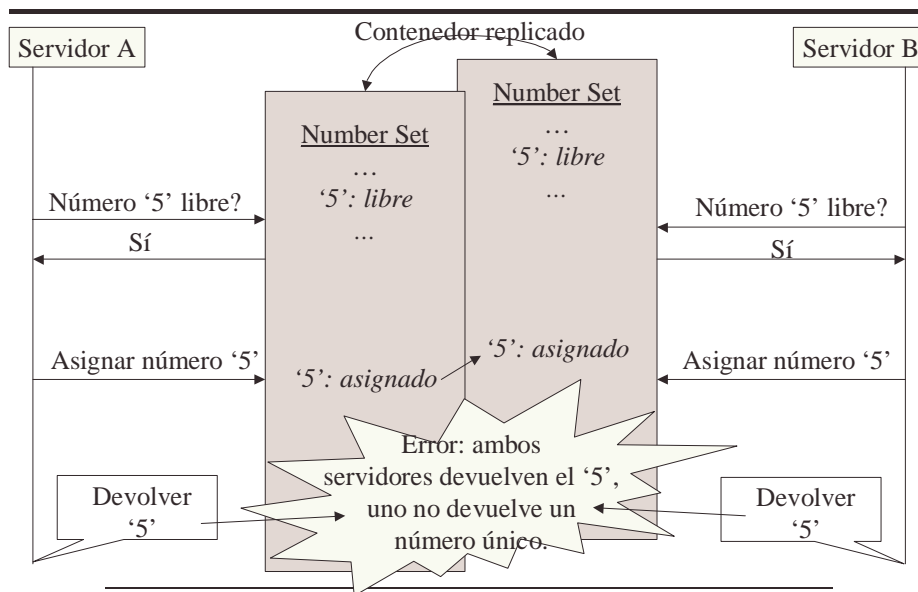 Contenedor replicado
Servidor A
Servidor B
Number Set
…
‘5’: libre
...
Number Set
…
‘5’: libre
...
Número ‘5’ libre?
Sí
Número ‘5’ libre?
Sí
Asignar número ‘5’
‘5’: asignado
‘5’: asignado
Asignar número ‘5’
Error: ambos
servidores devuelven el ‘5’,
uno no devuelve un
número único.
Devolver
‘5’
Devolver
‘5’